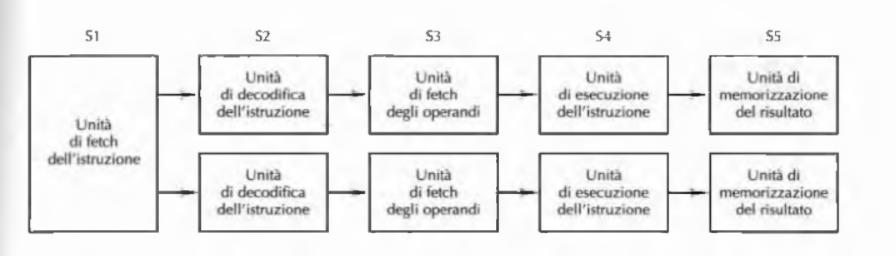 S1
S2
S3
S4
S5
Unità
di fetch
dell'istruzione
Unità
di decodifica
dell'istruzione
Unità
di fetch
degli operandi
Unità
di esecuzione
dell'istruzione
Unità di
memorizzazione
del risultato
Unità
di decodifica
dell'istruzione
Unità
di fetch
degli operandi
Unità
di esecuzione
dell'istruzione
Unità di
memorizzazione
del risultato